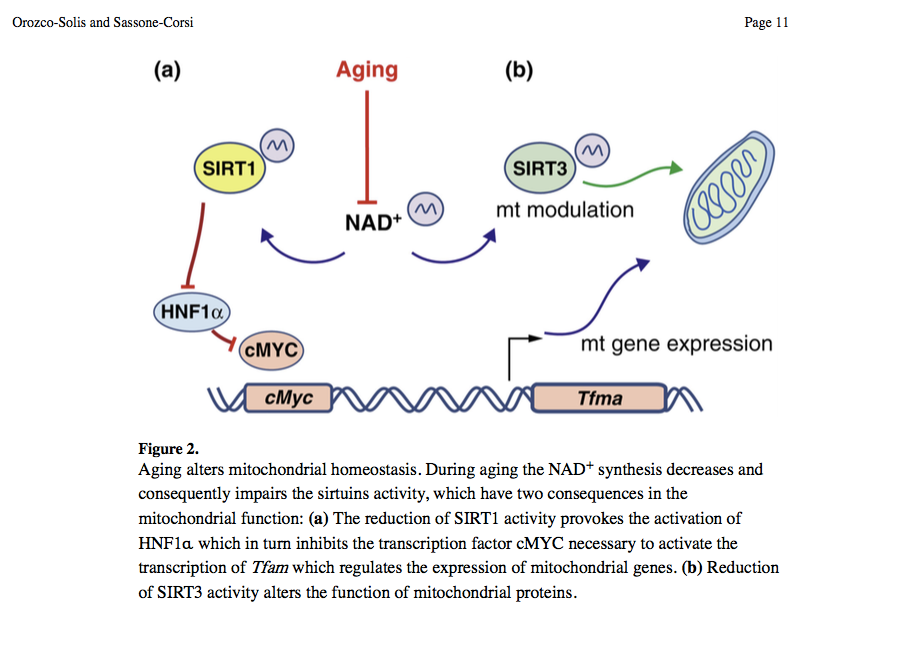 Orozco-Solis and Sassone-Corsi
Page 11
(a)
Aging
(b)
SIRT1
SIRT3
NAD+
mt modulation
HNF1α
cMYC
mt gene expression
cMyc
Tfma
Figure 2.
Aging alters mitochondrial homeostasis. During aging the NAD+ synthesis decreases and
consequently impairs the sirtuins activity, which have two consequences in the
mitochondrial function: (a) The reduction of SIRT1 activity provokes the activation of
HNF1α which in turn inhibits the transcription factor cMYC necessary to activate the
transcription of Tfam which regulates the expression of mitochondrial genes. (b) Reduction
of SIRT3 activity alters the function of mitochondrial proteins.